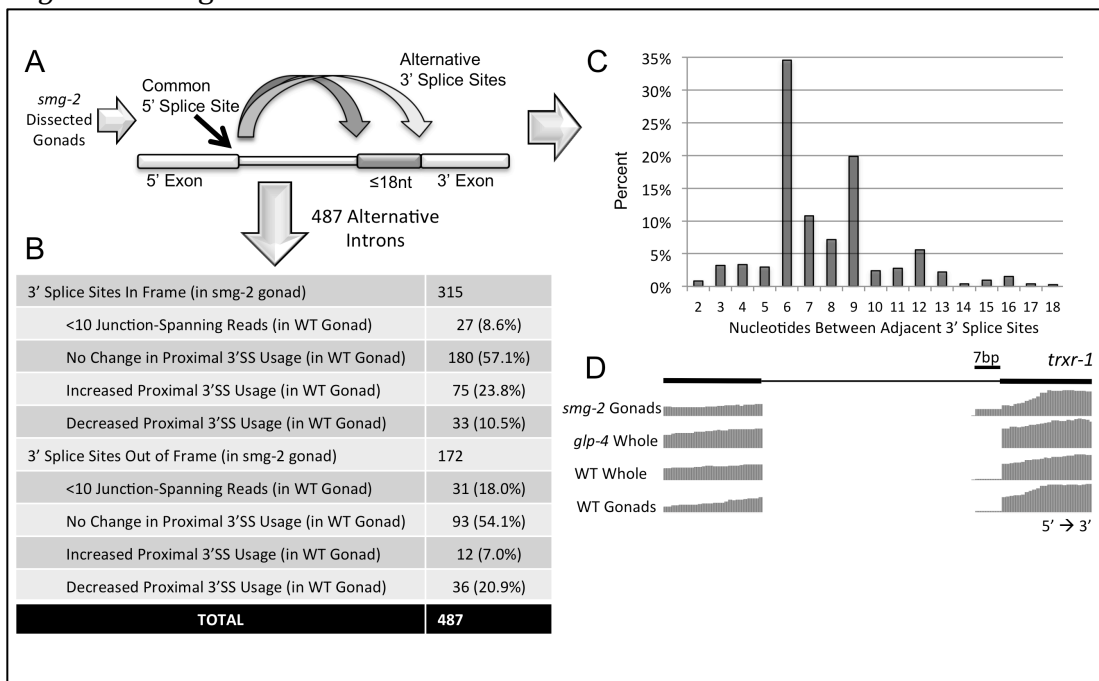 A
smg-2
Dissected
Gonads
Common
5' Splice Site
Alternative
3' Splice Sites
5' Exon
≤18nt
3' Exon
487 Alternative
Introns
B
3' Splice Sites In Frame (in smg-2 gonad) 315
<10 Junction-Spanning Reads (in WT Gonad) 27 (8.6%)
No Change in Proximal 3'SS Usage (in WT Gonad) 180 (57.1%)
Increased Proximal 3'SS Usage (in WT Gonad) 75 (23.8%)
Decreased Proximal 3'SS Usage (in WT Gonad) 33 (10.5%)
3' Splice Sites Out of Frame (in smg-2 gonad) 172
<10 Junction-Spanning Reads (in WT Gonad) 31 (18.0%)
No Change in Proximal 3'SS Usage (in WT Gonad) 93 (54.1%)
Increased Proximal 3'SS Usage (in WT Gonad) 12 (7.0%)
Decreased Proximal 3'SS Usage (in WT Gonad) 36 (20.9%)
TOTAL 487
C
Percent
35%
30%
25%
20%
15%
10%
5%
0%
2 3 4 5 6 7 8 9 10 11 12 13 14 15 16 17 18
Nucleotides Between Adjacent 3' Splice Sites
D
7bp trxr-1
smg-2 Gonads
glp-4 Whole
WT Whole
WT Gonads
5' → 3'